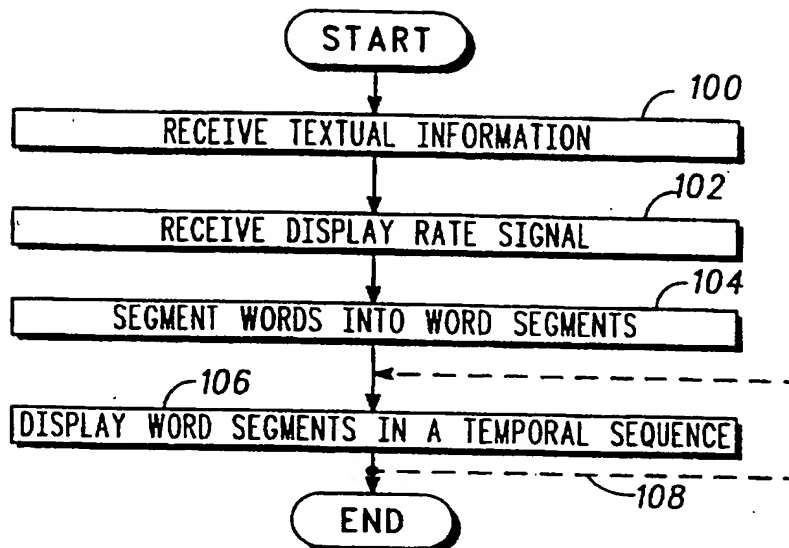 START
100
RECEIVE TEXTUAL INFORMATION
102
RECEIVE DISPLAY RATE SIGNAL
104
SEGMENT WORDS INTO WORD SEGMENTS
106
DISPLAY WORD SEGMENTS IN A TEMPORAL SEQUENCE
108
END